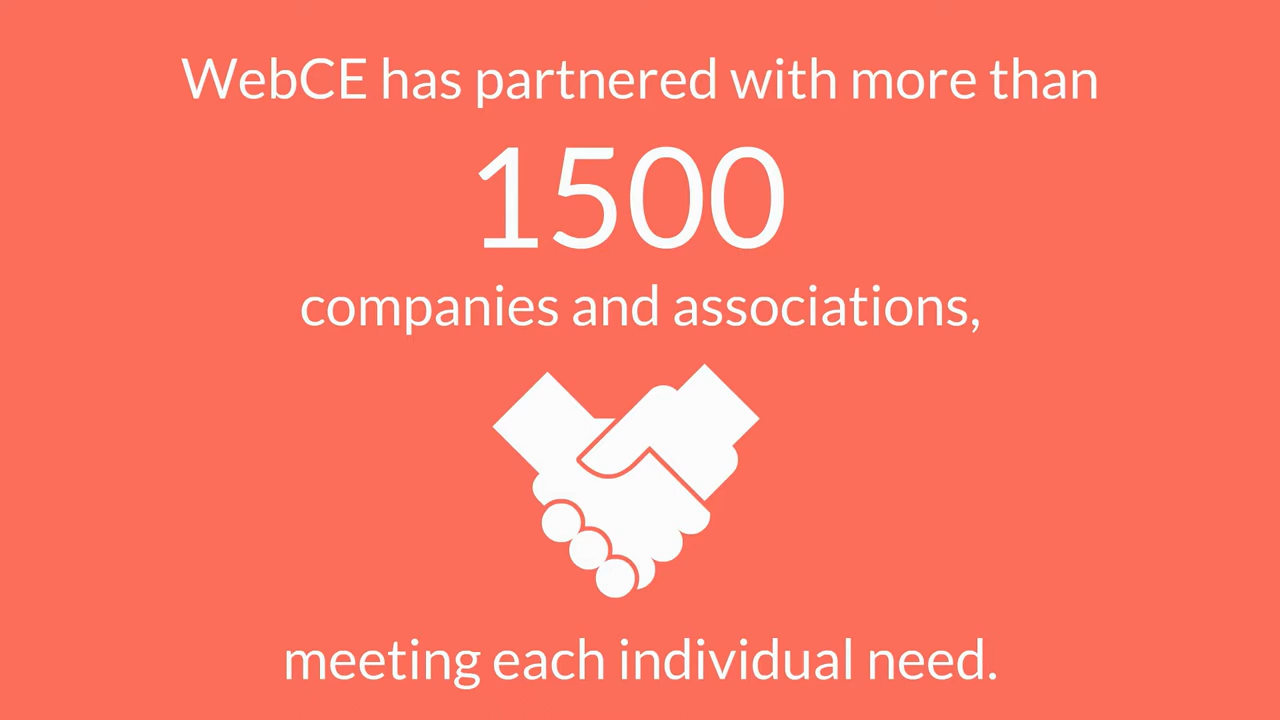 WebCE has partnered with more than
1500
companies and associations,
meeting each individual need.